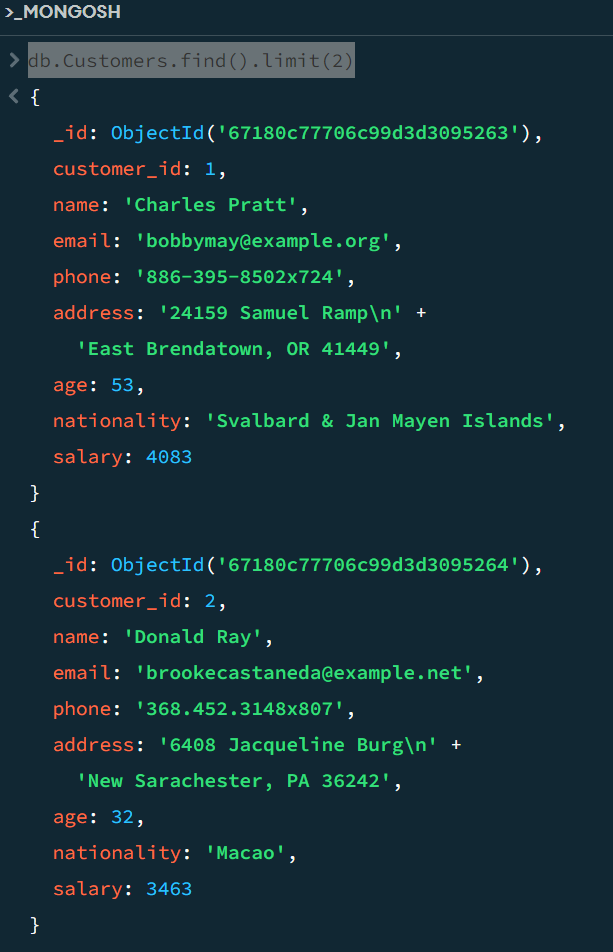 >_MONGOSH
> db.Customers.find().limit(2)
< {
_id: ObjectId('67180c77706c99d3d3095263'),
customer_id: 1,
name: 'Charles Pratt',
email: 'bobbymay@example.org',
phone: '886-395-8502x724',
address: '24159 Samuel Ramp\n' +
'East Brendatown, OR 41449',
age: 53,
nationality: 'Svalbard & Jan Mayen Islands',
salary: 4083
}
{
_id: ObjectId('67180c77706c99d3d3095264'),
customer_id: 2,
name: 'Donald Ray',
email: 'brookecastaneda@example.net',
phone: '368.452.3148x807',
address: '6408 Jacqueline Burg\n' +
'New Sarachester, PA 36242',
age: 32,
nationality: 'Macao',
salary: 3463
}